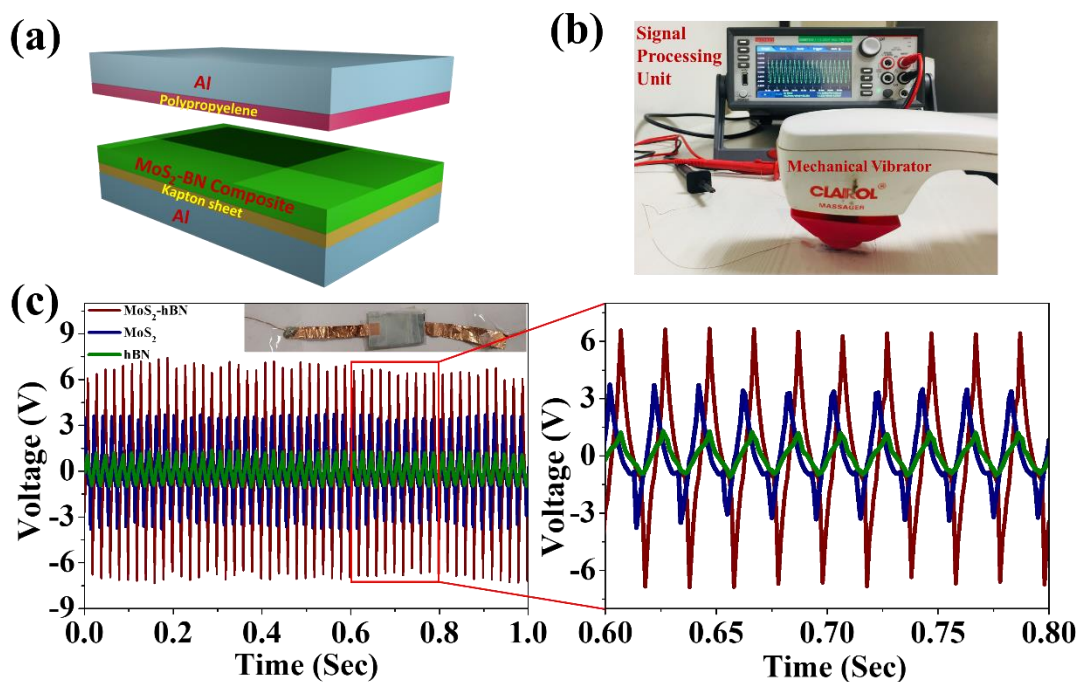 (a)
Al
Polypropyelene
MoS₂-BN Composite
Kapton sheet
Al
(b)
Signal
Processing
Unit
Mechanical Vibrator
CLAIROL®
MASSAGER
(c)
MoS₂-hBN
MoS₂
hBN
Voltage (V)
9
6
3
0
-3
-6
-9
0.0 0.2 0.4 0.6 0.8 1.0
Time (Sec)
Voltage (V)
6
3
0
-3
-6
0.60 0.65 0.70 0.75 0.80
Time (Sec)